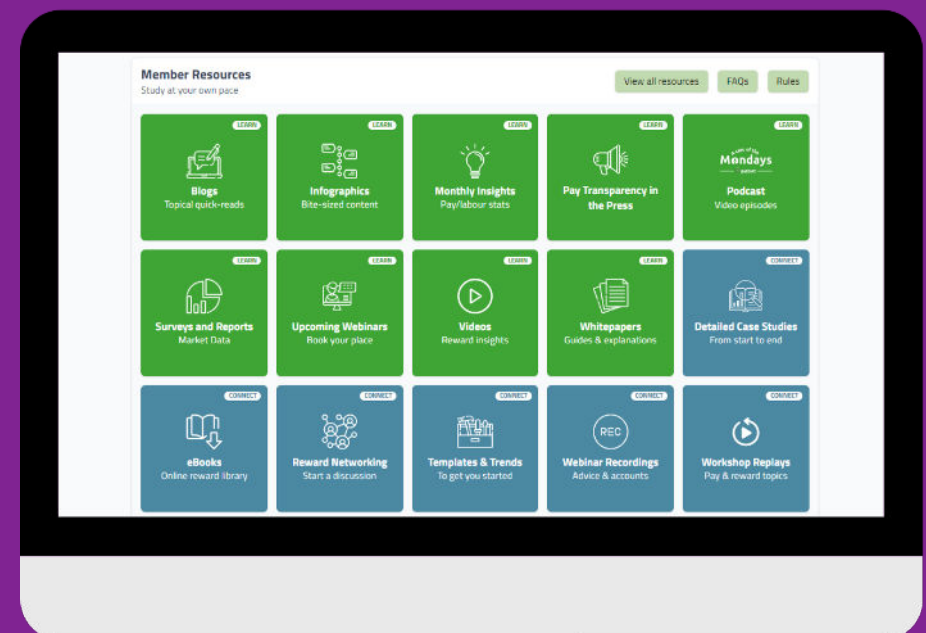 Member Resources
Study at your own pace
View all resources
FAQs
Rules
LEARN
Blogs
Topical quick-reads
LEARN
Infographics
Bite-sized content
LEARN
Monthly Insights
Pay/labour stats
LEARN
Pay Transparency in
the Press
LEARN
Mondays
Podcast
Video episodes
LEARN
Surveys and Reports
Market Data
LEARN
Upcoming Webinars
Book your place
LEARN
Videos
Reward insights
LEARN
Whitepapers
Guides & explanations
CONNECT
Detailed Case Studies
From start to end
CONNECT
eBooks
Online reward library
CONNECT
Reward Networking
Start a discussion
CONNECT
Templates & Trends
To get you started
CONNECT
REC
Webinar Recordings
Advice & accounts
CONNECT
Workshop Replays
Pay & reward topics